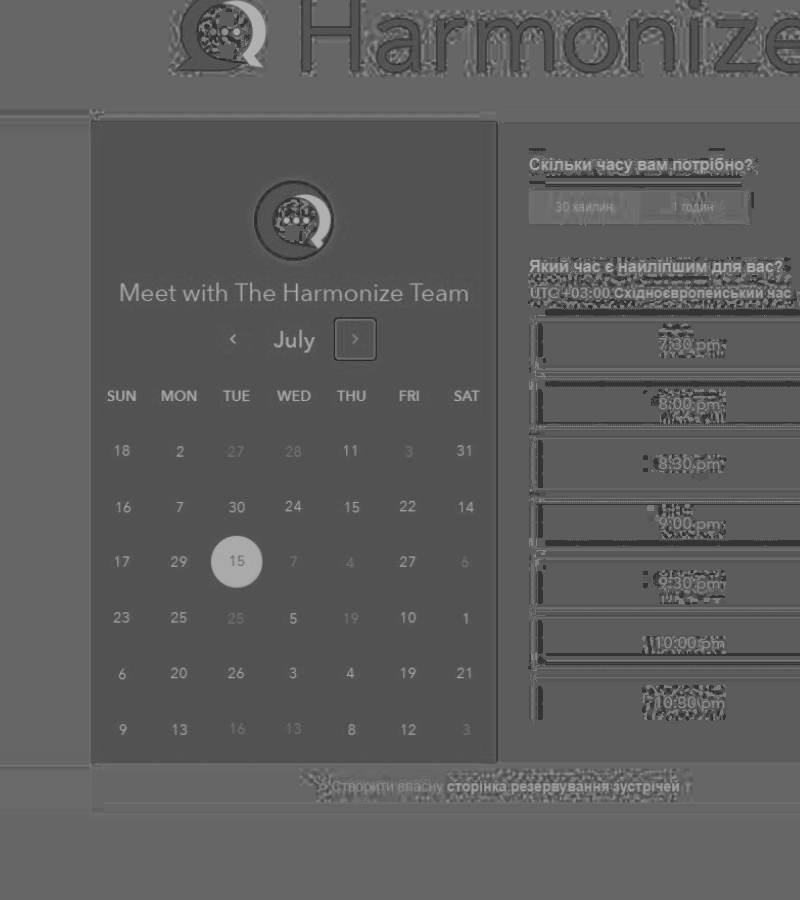 Harmonize
Meet with The Harmonize Team
July
SUN MON TUE WED THU FRI SAT
18 2 27 28 11 3 31
16 7 30 24 15 22 14
17 29 15 7 4 27 6
23 25 25 5 19 10 1
6 20 26 3 4 19 21
9 13 16 13 8 12 3
Скільки часу вам потрібно?
30 хвилин 1 годин
Який час є найліпшим для вас?
UTC +03:00 Східноєвропейський час
7:30 pm
8:00 pm
8:30 pm
9:00 pm
9:30 pm
10:00 pm
10:30 pm
Створити власну сторінка резервування зустрічей